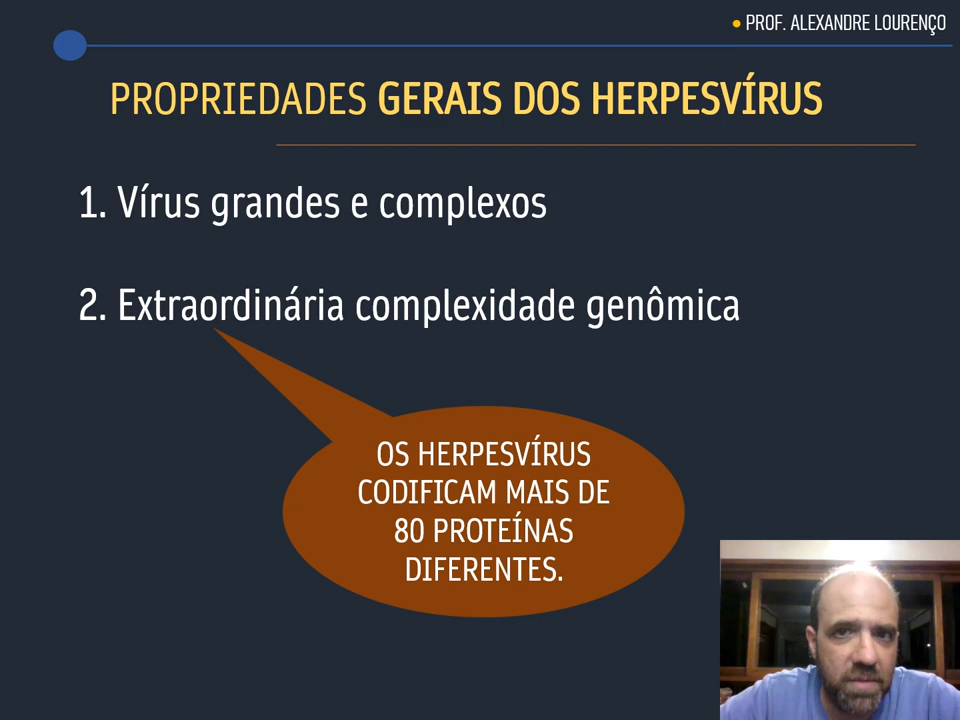 PROF. ALEXANDRE LOURENÇO
PROPRIEDADES GERAIS DOS HERPESVÍRUS
1. Vírus grandes e complexos
2. Extraordinária complexidade genômica
OS HERPESVÍRUS
CODIFICAM MAIS DE
80 PROTEÍNAS
DIFERENTES.